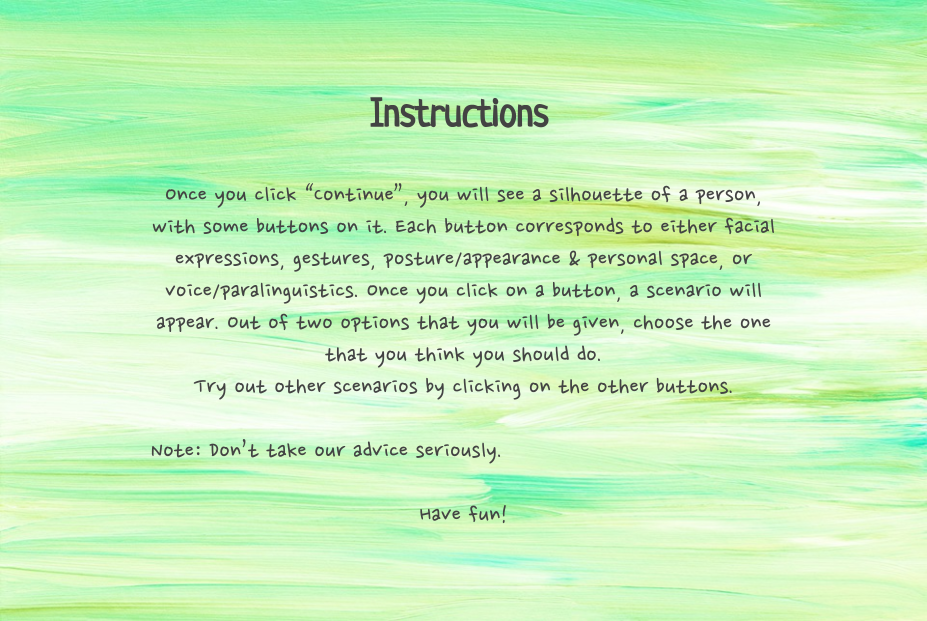 Instructions
Once you click “continue”, you will see a silhouette of a person,
with some buttons on it. Each button corresponds to either facial
expressions, gestures, posture/appearance & personal space, or
voice/paralinguistics. Once you click on a button, a scenario will
appear. Out of two options that you will be given, choose the one
that you think you should do.
Try out other scenarios by clicking on the other buttons.
Note: Don’t take our advice seriously.
Have fun!